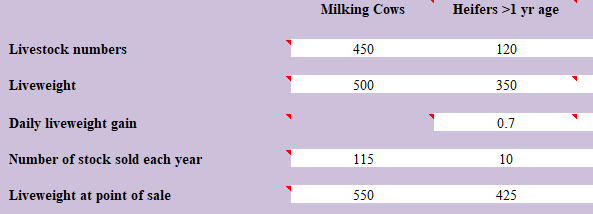 Milking Cows Heifers >1 yr age
Livestock numbers 450 120
Liveweight 500 350
Daily liveweight gain 0.7
Number of stock sold each year 115 10
Liveweight at point of sale 550 425